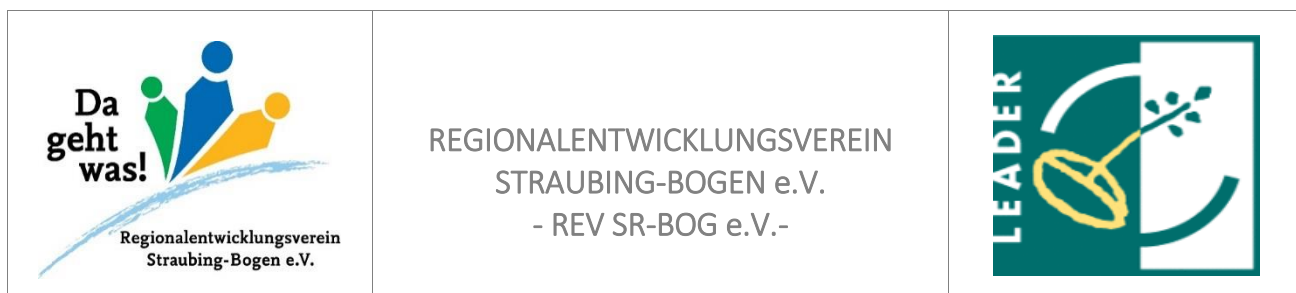 Da
geht
was!
Regionalentwicklungsverein
Straubing-Bogen e.V.
REGIONALENTWICKLUNGSVEREIN
STRAUBING-BOGEN e.V.
- REV SR-BOG e.V.-
LEADER